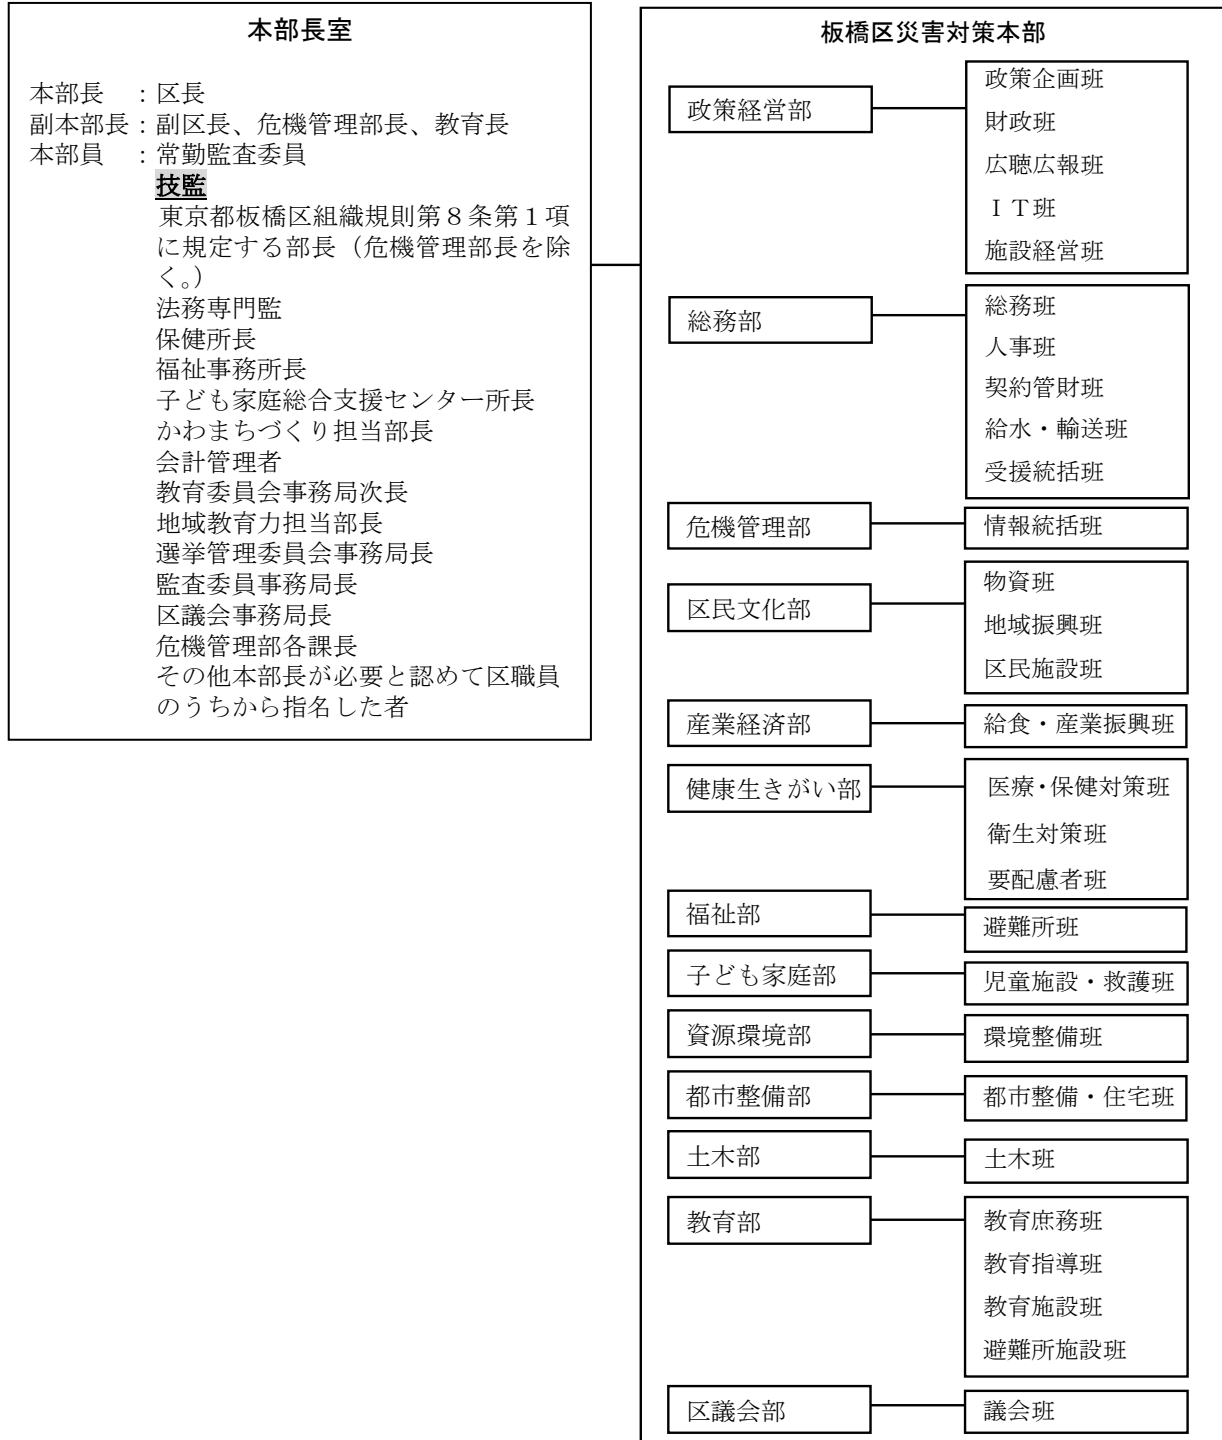 本部長室
本部長　：区長
副本部長：副区長、危機管理部長、教育長
本部員　：常勤監査委員
技監
東京都板橋区組織規則第８条第１項
に規定する部長（危機管理部長を除
く。）
法務専門監
保健所長
福祉事務所長
子ども家庭総合支援センター所長
かわまちづくり担当部長
会計管理者
教育委員会事務局次長
地域教育力担当部長
選挙管理委員会事務局長
監査委員事務局長
区議会事務局長
危機管理部各課長
その他本部長が必要と認めて区職員
のうちから指名した者
板橋区災害対策本部
政策経営部
政策企画班
財政班
広聴広報班
ＩＴ班
施設経営班
総務部
総務班
人事班
契約管財班
給水・輸送班
受援統括班
危機管理部
情報統括班
区民文化部
物資班
地域振興班
区民施設班
産業経済部
給食・産業振興班
健康生きがい部
医療・保健対策班
衛生対策班
要配慮者班
福祉部
避難所班
子ども家庭部
児童施設・救護班
資源環境部
環境整備班
都市整備部
都市整備・住宅班
土木部
土木班
教育部
教育庶務班
教育指導班
教育施設班
避難所施設班
区議会部
議会班